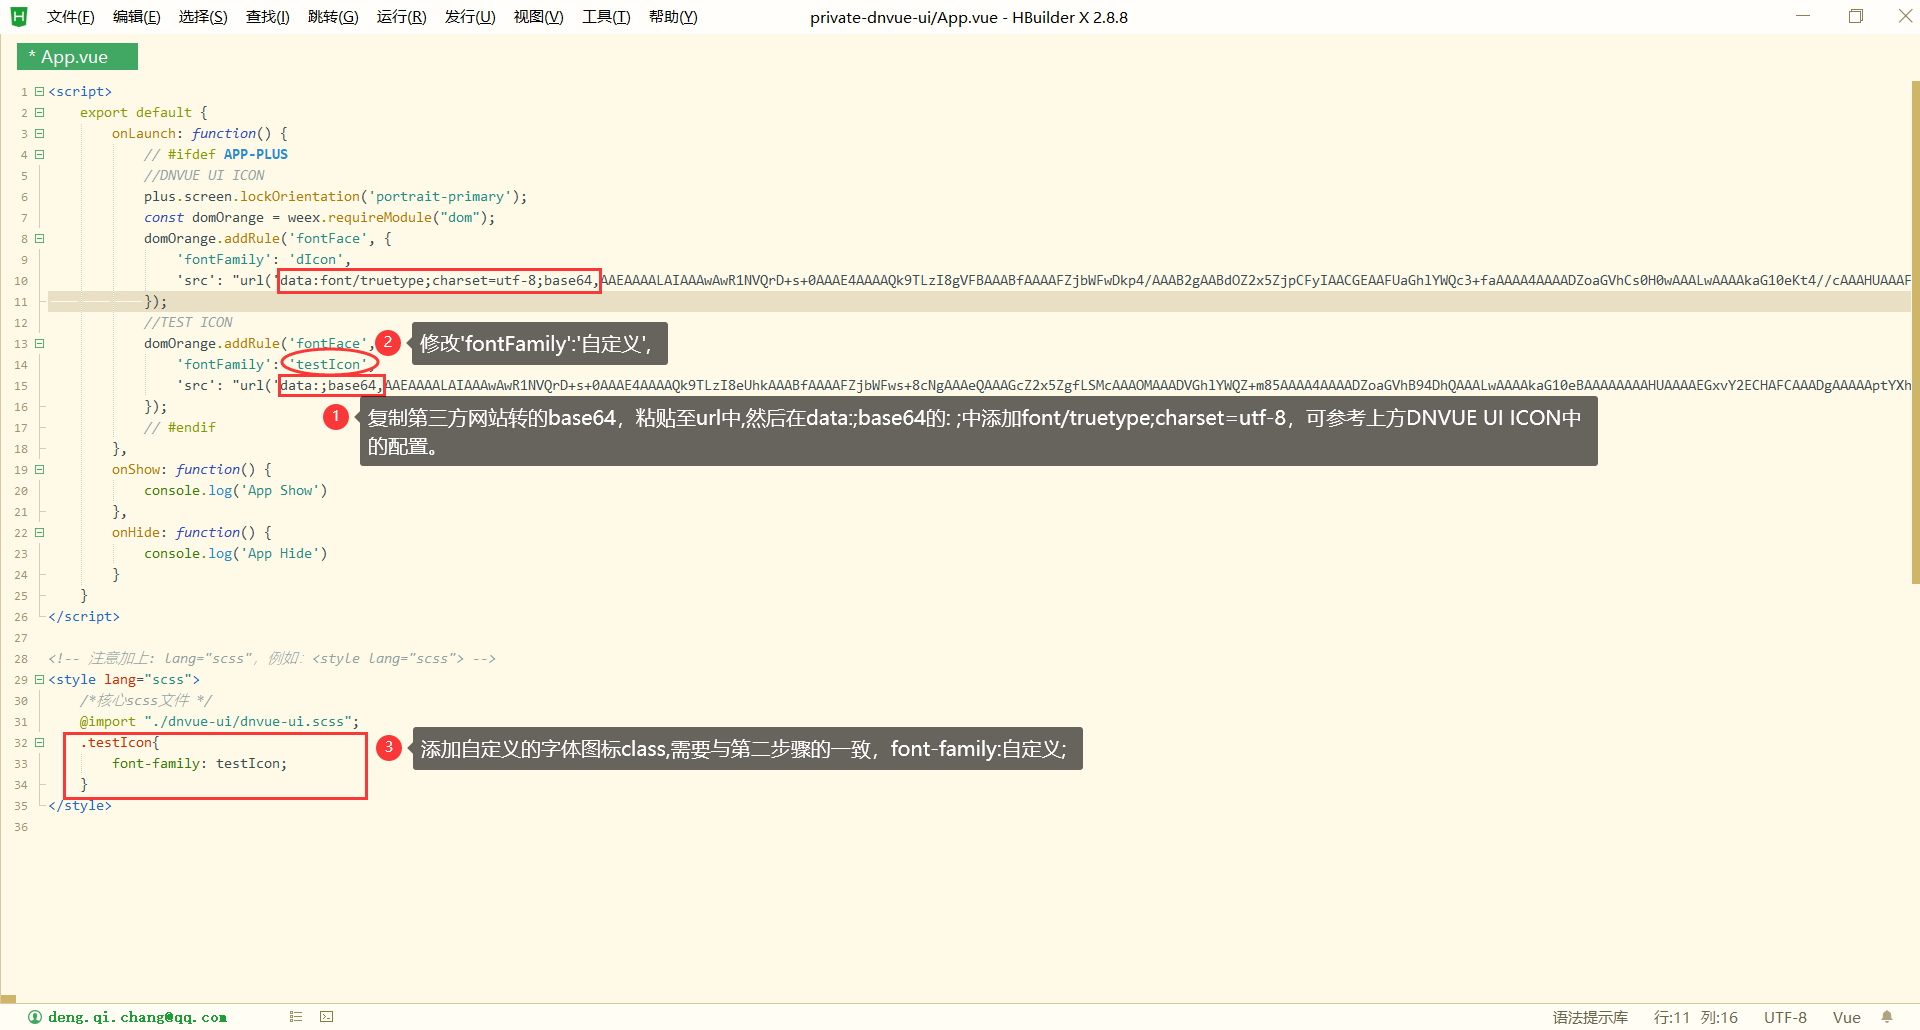 文件(F) 编辑(E) 选择(S) 查找(I) 跳转(G) 运行(R) 发行(U) 视图(V) 工具(T) 帮助(Y) private-dnvue-ui/App.vue - HBuilder X 2.8.8
* App.vue
1 <script>
2 export default {
3 onLaunch: function() {
4 // #ifdef APP-PLUS
5 //DNVUE UI ICON
6 plus.screen.lockOrientation('portrait-primary');
7 const domOrange = weex.requireModule("dom");
8 domOrange.addRule('fontFace', {
9 'fontFamily': 'dIcon',
10 'src': "url('data:font/truetype;charset=utf-8;base64,AAEAAAALAIAAAwAwR1NVQrD+s+0AAAE4AAAAQk9TLzI8gVFBAAABfAAAAFZjbWFwDkp4/AAAB2gAABdOZ2x5ZjpCFyIAACGEAAFUaGhlYWQc3+faAAAA4AAAADZoaGVhCs0H0wAAALwAAAAkaG10eKt4//cAAAHUAAAF
11 });
12 //TEST ICON
13 domOrange.addRule('fontFace',
2 修改'fontFamily':'自定义',
14 'fontFamily': 'testIcon',
15 'src': "url('data:;base64,AAEAAAALAIAAAwAwR1NVQrD+s+0AAAE4AAAAQk9TLzI8eUhkAAABfAAAAFZjbWFws+8cNgAAAeQAAAGcZ2x5ZgfLSMcAAAOMAAADVGhlYWQZ+m85AAAA4AAAADZoaGVhB94DhQAAALwAAAAkaG10eBAAAAAAAAHUAAAAEGxvY2ECHAFCAAADgAAAAAptYXh
16 });
1 复制第三方网站转的base64，粘贴至url中,然后在data:;base64的: ;中添加font/truetype;charset=utf-8，可参考上方DNVUE UI ICON中
的配置。
17 // #endif
18 },
19 onShow: function() {
20 console.log('App Show')
21 },
22 onHide: function() {
23 console.log('App Hide')
24 }
25 }
26 </script>
27
28 <!-- 注意加上: lang="scss"，例如：<style lang="scss"> -->
29 <style lang="scss">
30 /*核心scss文件 */
31 @import "./dnvue-ui/dnvue-ui.scss";
32 .testIcon{
3 添加自定义的字体图标class,需要与第二步骤的一致，font-family:自定义;
33 font-family: testIcon;
34 }
35 </style>
36
deng.qi.chang@qq.com 语法提示库 行:11 列:16 UTF-8 Vue